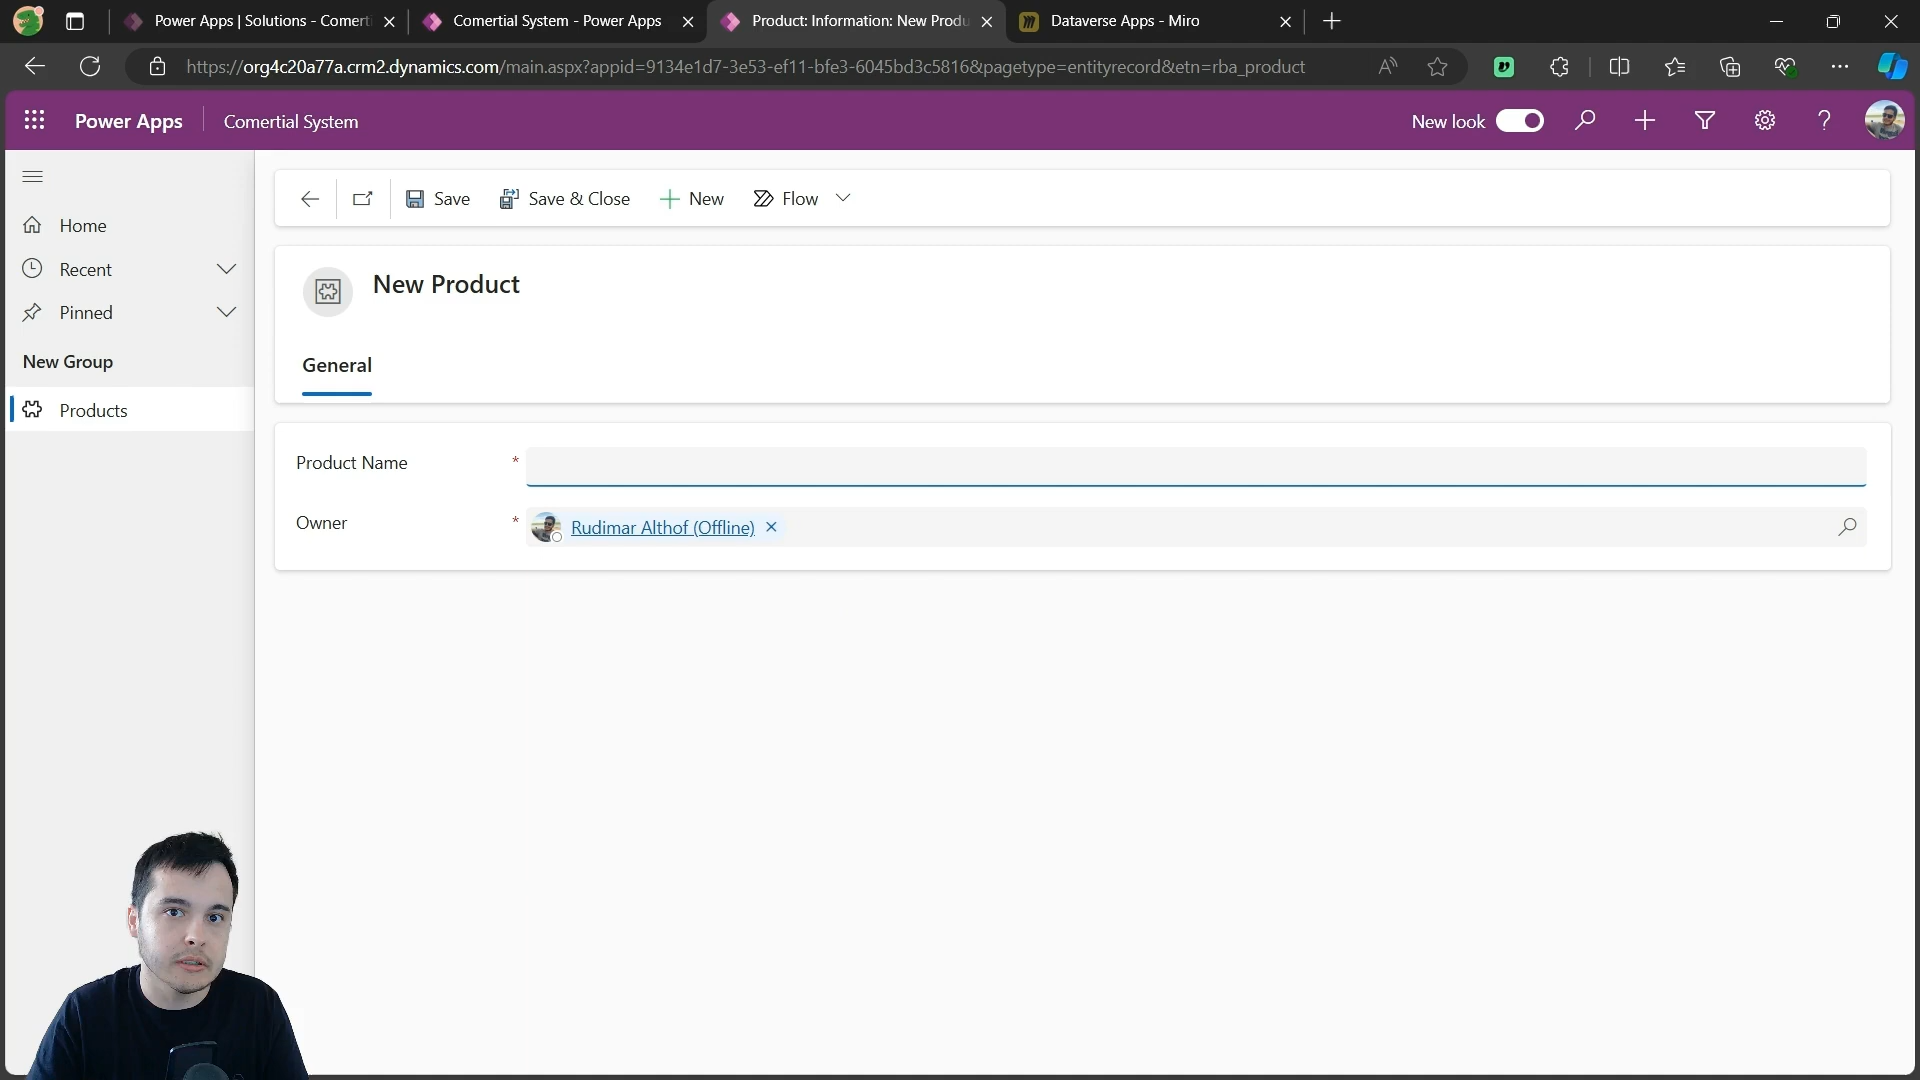 Power Apps | Solutions - Comerti
Comertial System - Power Apps
Product: Information: New Produ
Dataverse Apps - Miro
https://org4c20a77a.crm2.dynamics.com/main.aspx?appid=9134e1d7-3e53-ef11-bfe3-6045bd3c5816&pagetype=entityrecord&etn=rba_product
Power Apps
Comertial System
New look
Save
Save & Close
New
Flow
Home
Recent
Pinned
New Group
Products
New Product
General
Product Name *
Owner * Rudimar Althof (Offline)